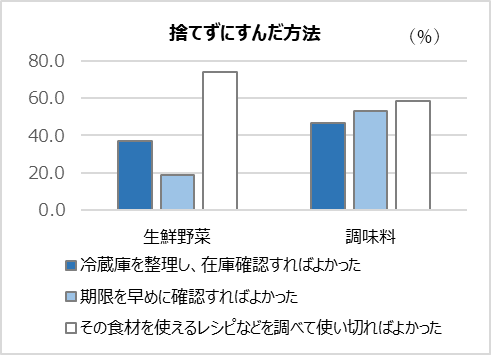 捨てずにすんだ方法
(%)
80.0
60.0
40.0
20.0
0.0
生鮮野菜 調味料
冷蔵庫を整理し、在庫確認すればよかった
期限を早めに確認すればよかった
その食材を使えるレシピなどを調べて使い切ればよかった